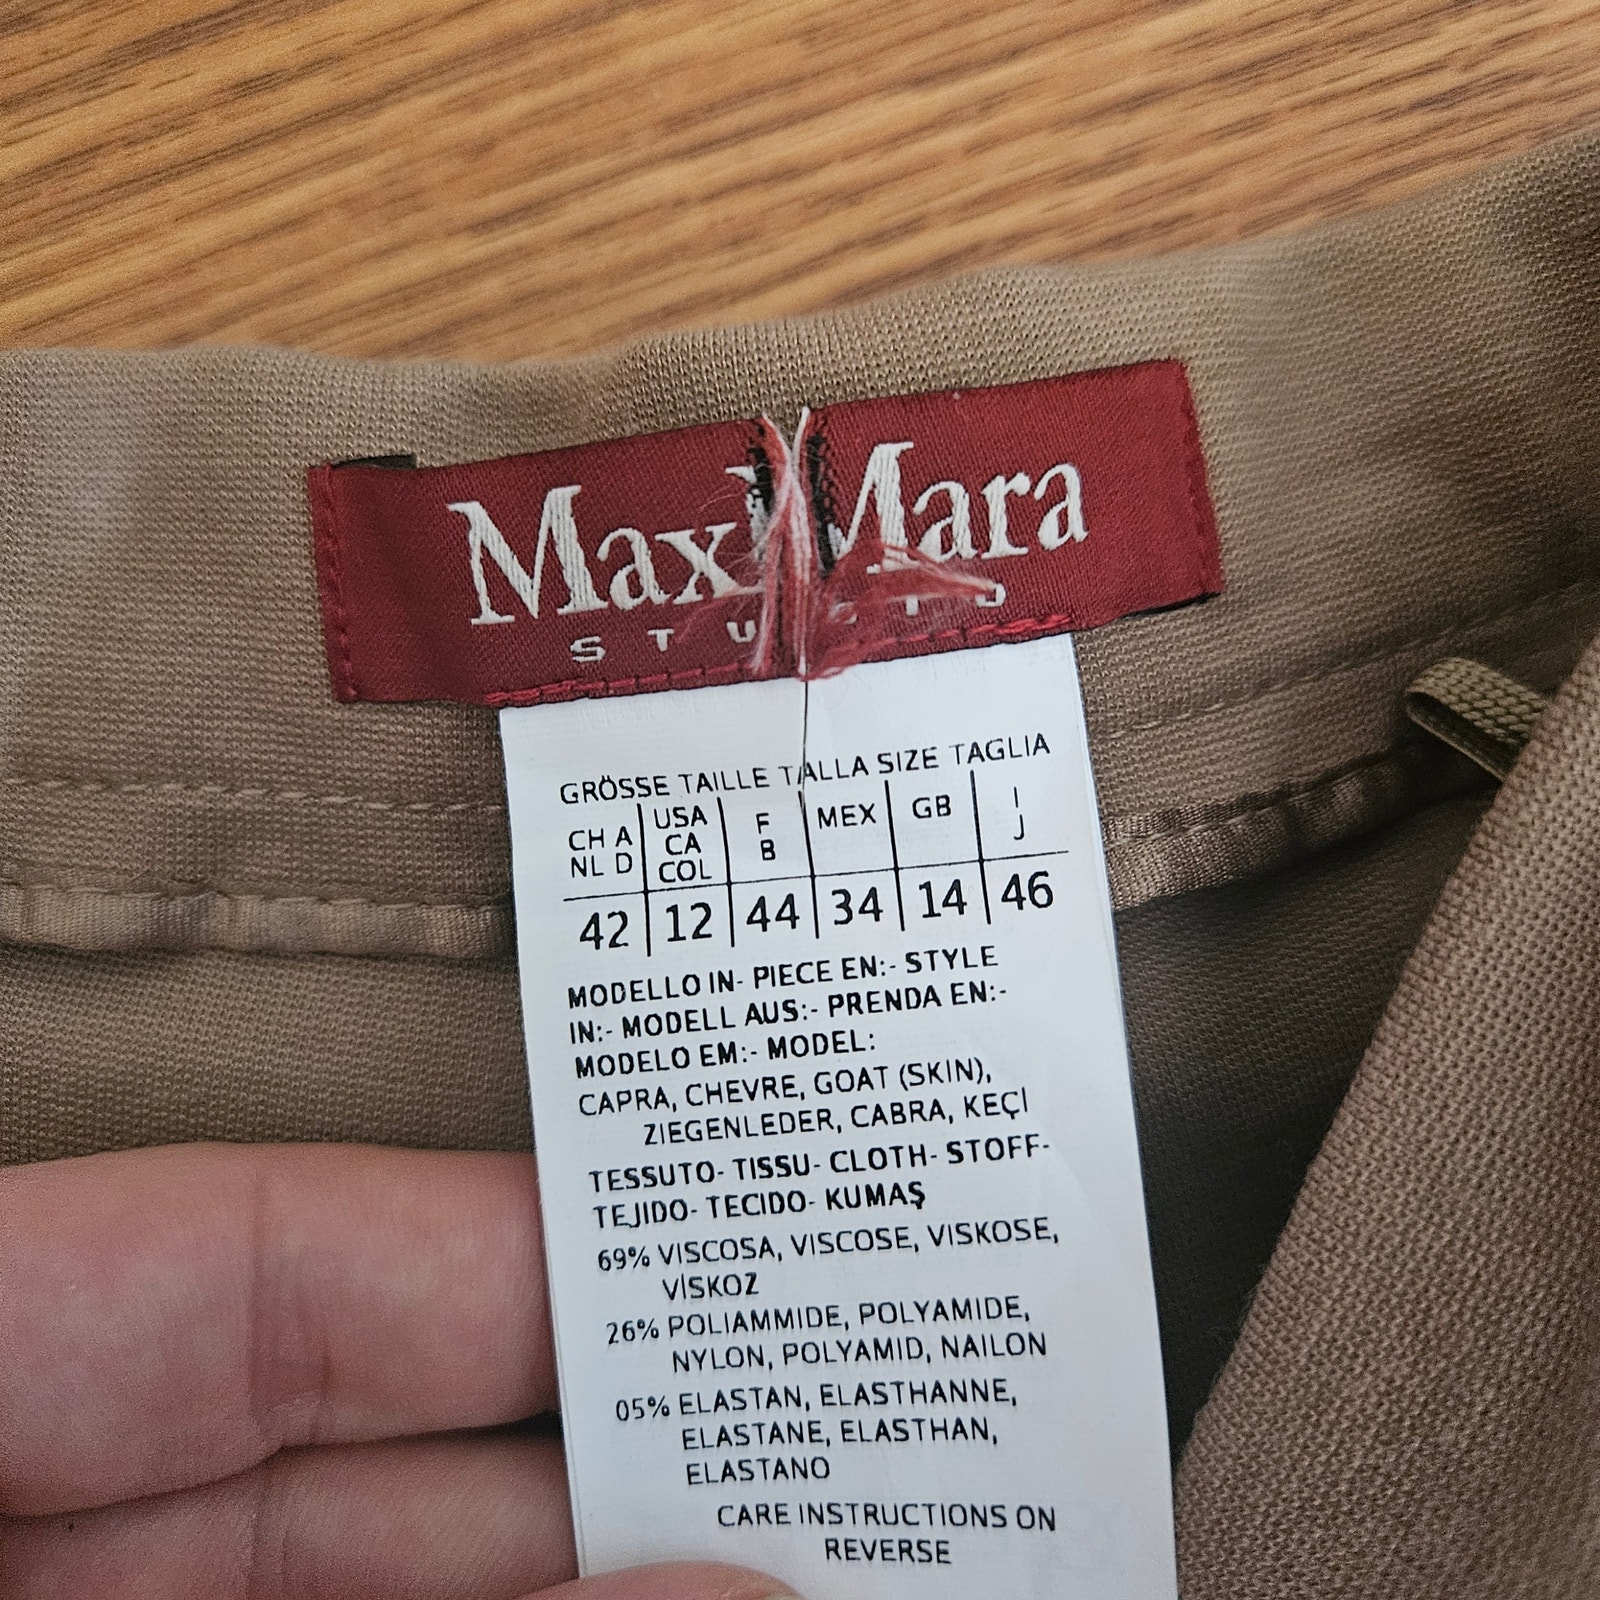 MaxMara
STUDIO
GRÖSSE TAILLE TALLA SIZE TAGLIA
CH A NL D | USA CA COL | F B | MEX | GB | I J
42 | 12 | 44 | 34 | 14 | 46
MODELLO IN- PIECE EN:- STYLE
IN:- MODELL AUS:- PRENDA EN:-
MODELO EM:- MODEL:
CAPRA, CHEVRE, GOAT (SKIN),
ZIEGENLEDER, CABRA, KEÇİ
TESSUTO- TISSU- CLOTH- STOFF-
TEJIDO- TECIDO- KUMAŞ
69% VISCOSA, VISCOSE, VISKOSE,
VİSKOZ
26% POLIAMMIDE, POLYAMIDE,
NYLON, POLYAMID, NAILON
05% ELASTAN, ELASTHANNE,
ELASTANE, ELASTHAN,
ELASTANO
CARE INSTRUCTIONS ON
REVERSE